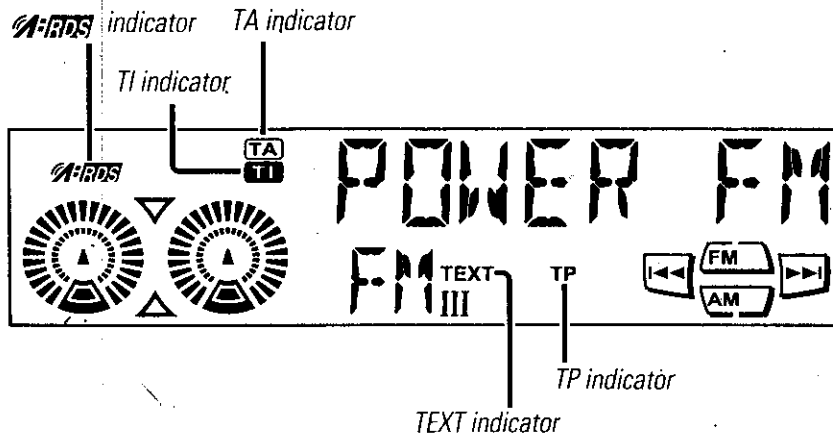 RDS indicator TA indicator
TI indicator
TA
RDS TI
POWER FM
FM TEXT TP FM
III AM
TP indicator
TEXT indicator